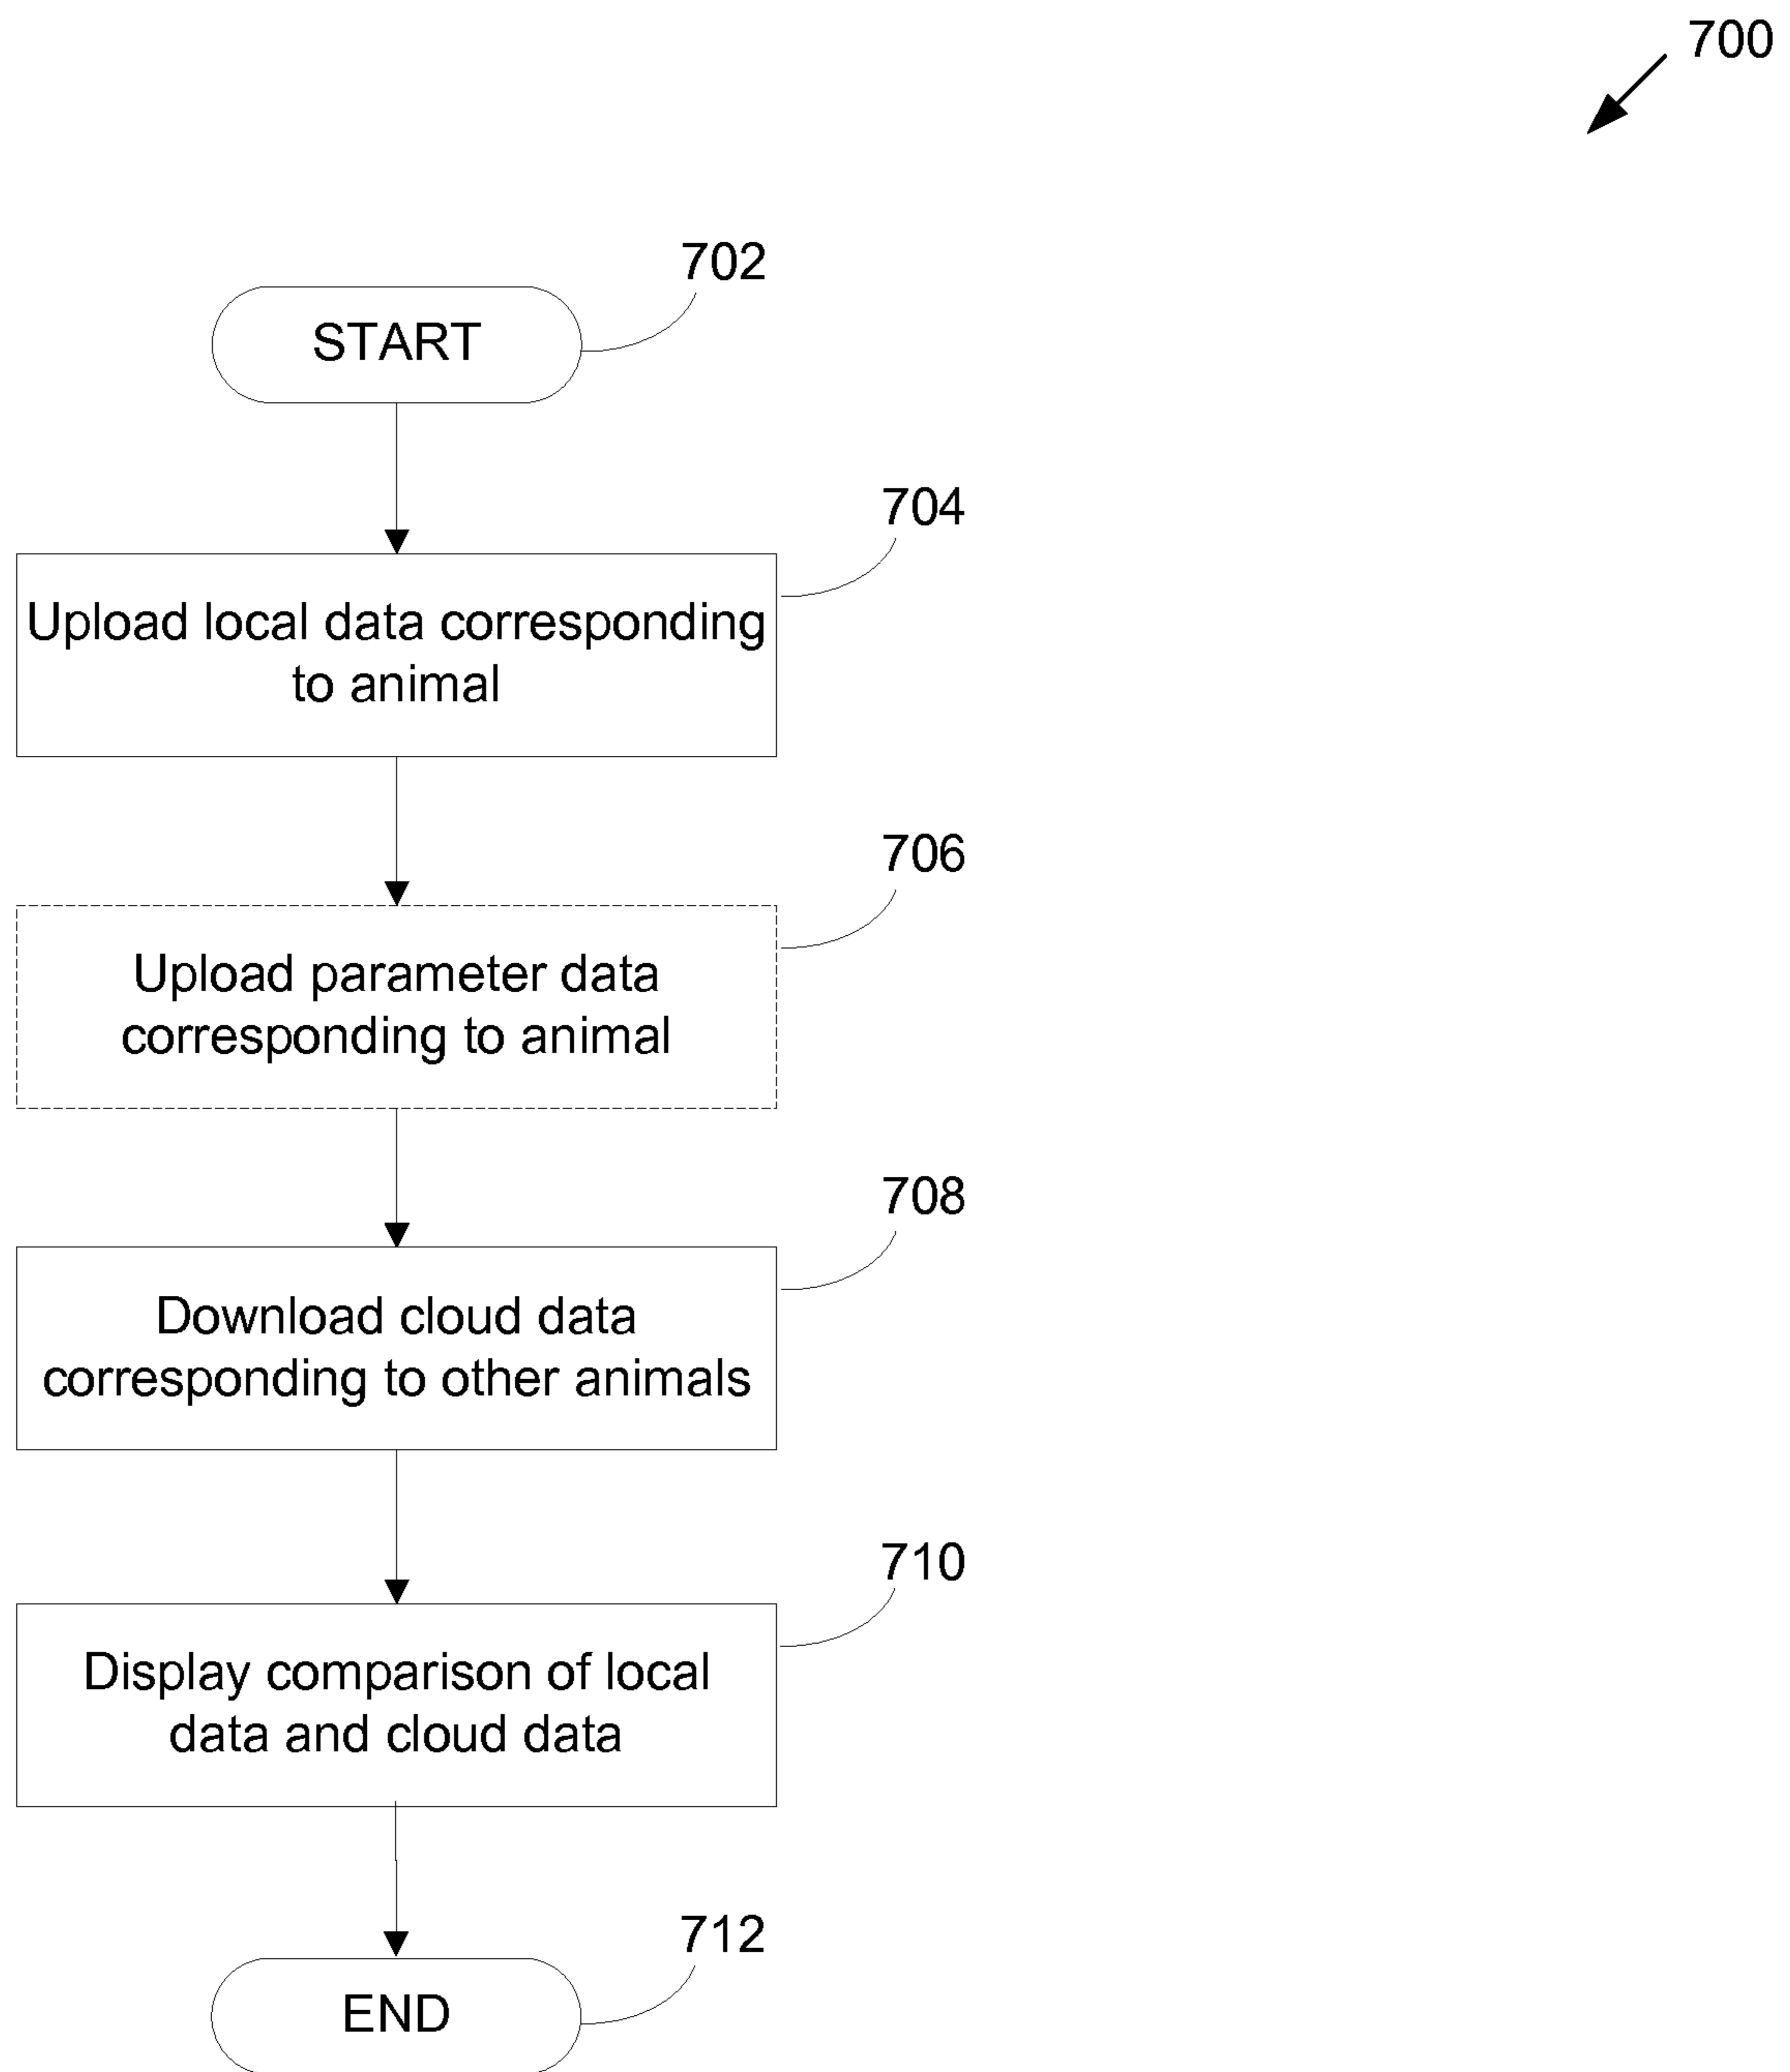 700
702
START
704
Upload local data corresponding
to animal
706
Upload parameter data
corresponding to animal
708
Download cloud data
corresponding to other animals
710
Display comparison of local
data and cloud data
712
END